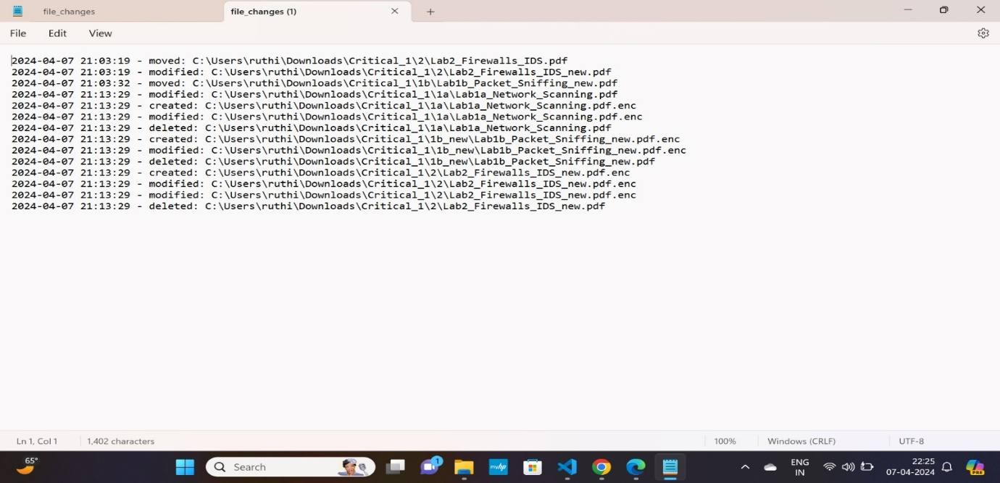 file_changes
file_changes (1)
File Edit View
2024-04-07 21:03:19 - moved: C:\Users\ruthi\Downloads\Critical_1\2\Lab2_Firewalls_IDS.pdf
2024-04-07 21:03:19 - modified: C:\Users\ruthi\Downloads\Critical_1\2\Lab2_Firewalls_IDS_new.pdf
2024-04-07 21:03:32 - moved: C:\Users\ruthi\Downloads\Critical_1\1b\Lab1b_Packet_Sniffing_new.pdf
2024-04-07 21:13:29 - modified: C:\Users\ruthi\Downloads\Critical_1\1a\Lab1a_Network_Scanning.pdf
2024-04-07 21:13:29 - created: C:\Users\ruthi\Downloads\Critical_1\1a\Lab1a_Network_Scanning.pdf.enc
2024-04-07 21:13:29 - modified: C:\Users\ruthi\Downloads\Critical_1\1a\Lab1a_Network_Scanning.pdf.enc
2024-04-07 21:13:29 - deleted: C:\Users\ruthi\Downloads\Critical_1\1a\Lab1a_Network_Scanning.pdf
2024-04-07 21:13:29 - created: C:\Users\ruthi\Downloads\Critical_1\1b_new\Lab1b_Packet_Sniffing_new.pdf.enc
2024-04-07 21:13:29 - modified: C:\Users\ruthi\Downloads\Critical_1\1b_new\Lab1b_Packet_Sniffing_new.pdf.enc
2024-04-07 21:13:29 - deleted: C:\Users\ruthi\Downloads\Critical_1\1b_new\Lab1b_Packet_Sniffing_new.pdf
2024-04-07 21:13:29 - created: C:\Users\ruthi\Downloads\Critical_1\2\Lab2_Firewalls_IDS_new.pdf.enc
2024-04-07 21:13:29 - modified: C:\Users\ruthi\Downloads\Critical_1\2\Lab2_Firewalls_IDS_new.pdf.enc
2024-04-07 21:13:29 - modified: C:\Users\ruthi\Downloads\Critical_1\2\Lab2_Firewalls_IDS_new.pdf.enc
2024-04-07 21:13:29 - deleted: C:\Users\ruthi\Downloads\Critical_1\2\Lab2_Firewalls_IDS_new.pdf
Ln 1, Col 1 1,402 characters 100% Windows (CRLF) UTF-8
65°
Search
1
myhp
ENG
IN
22:25
07-04-2024
PRE